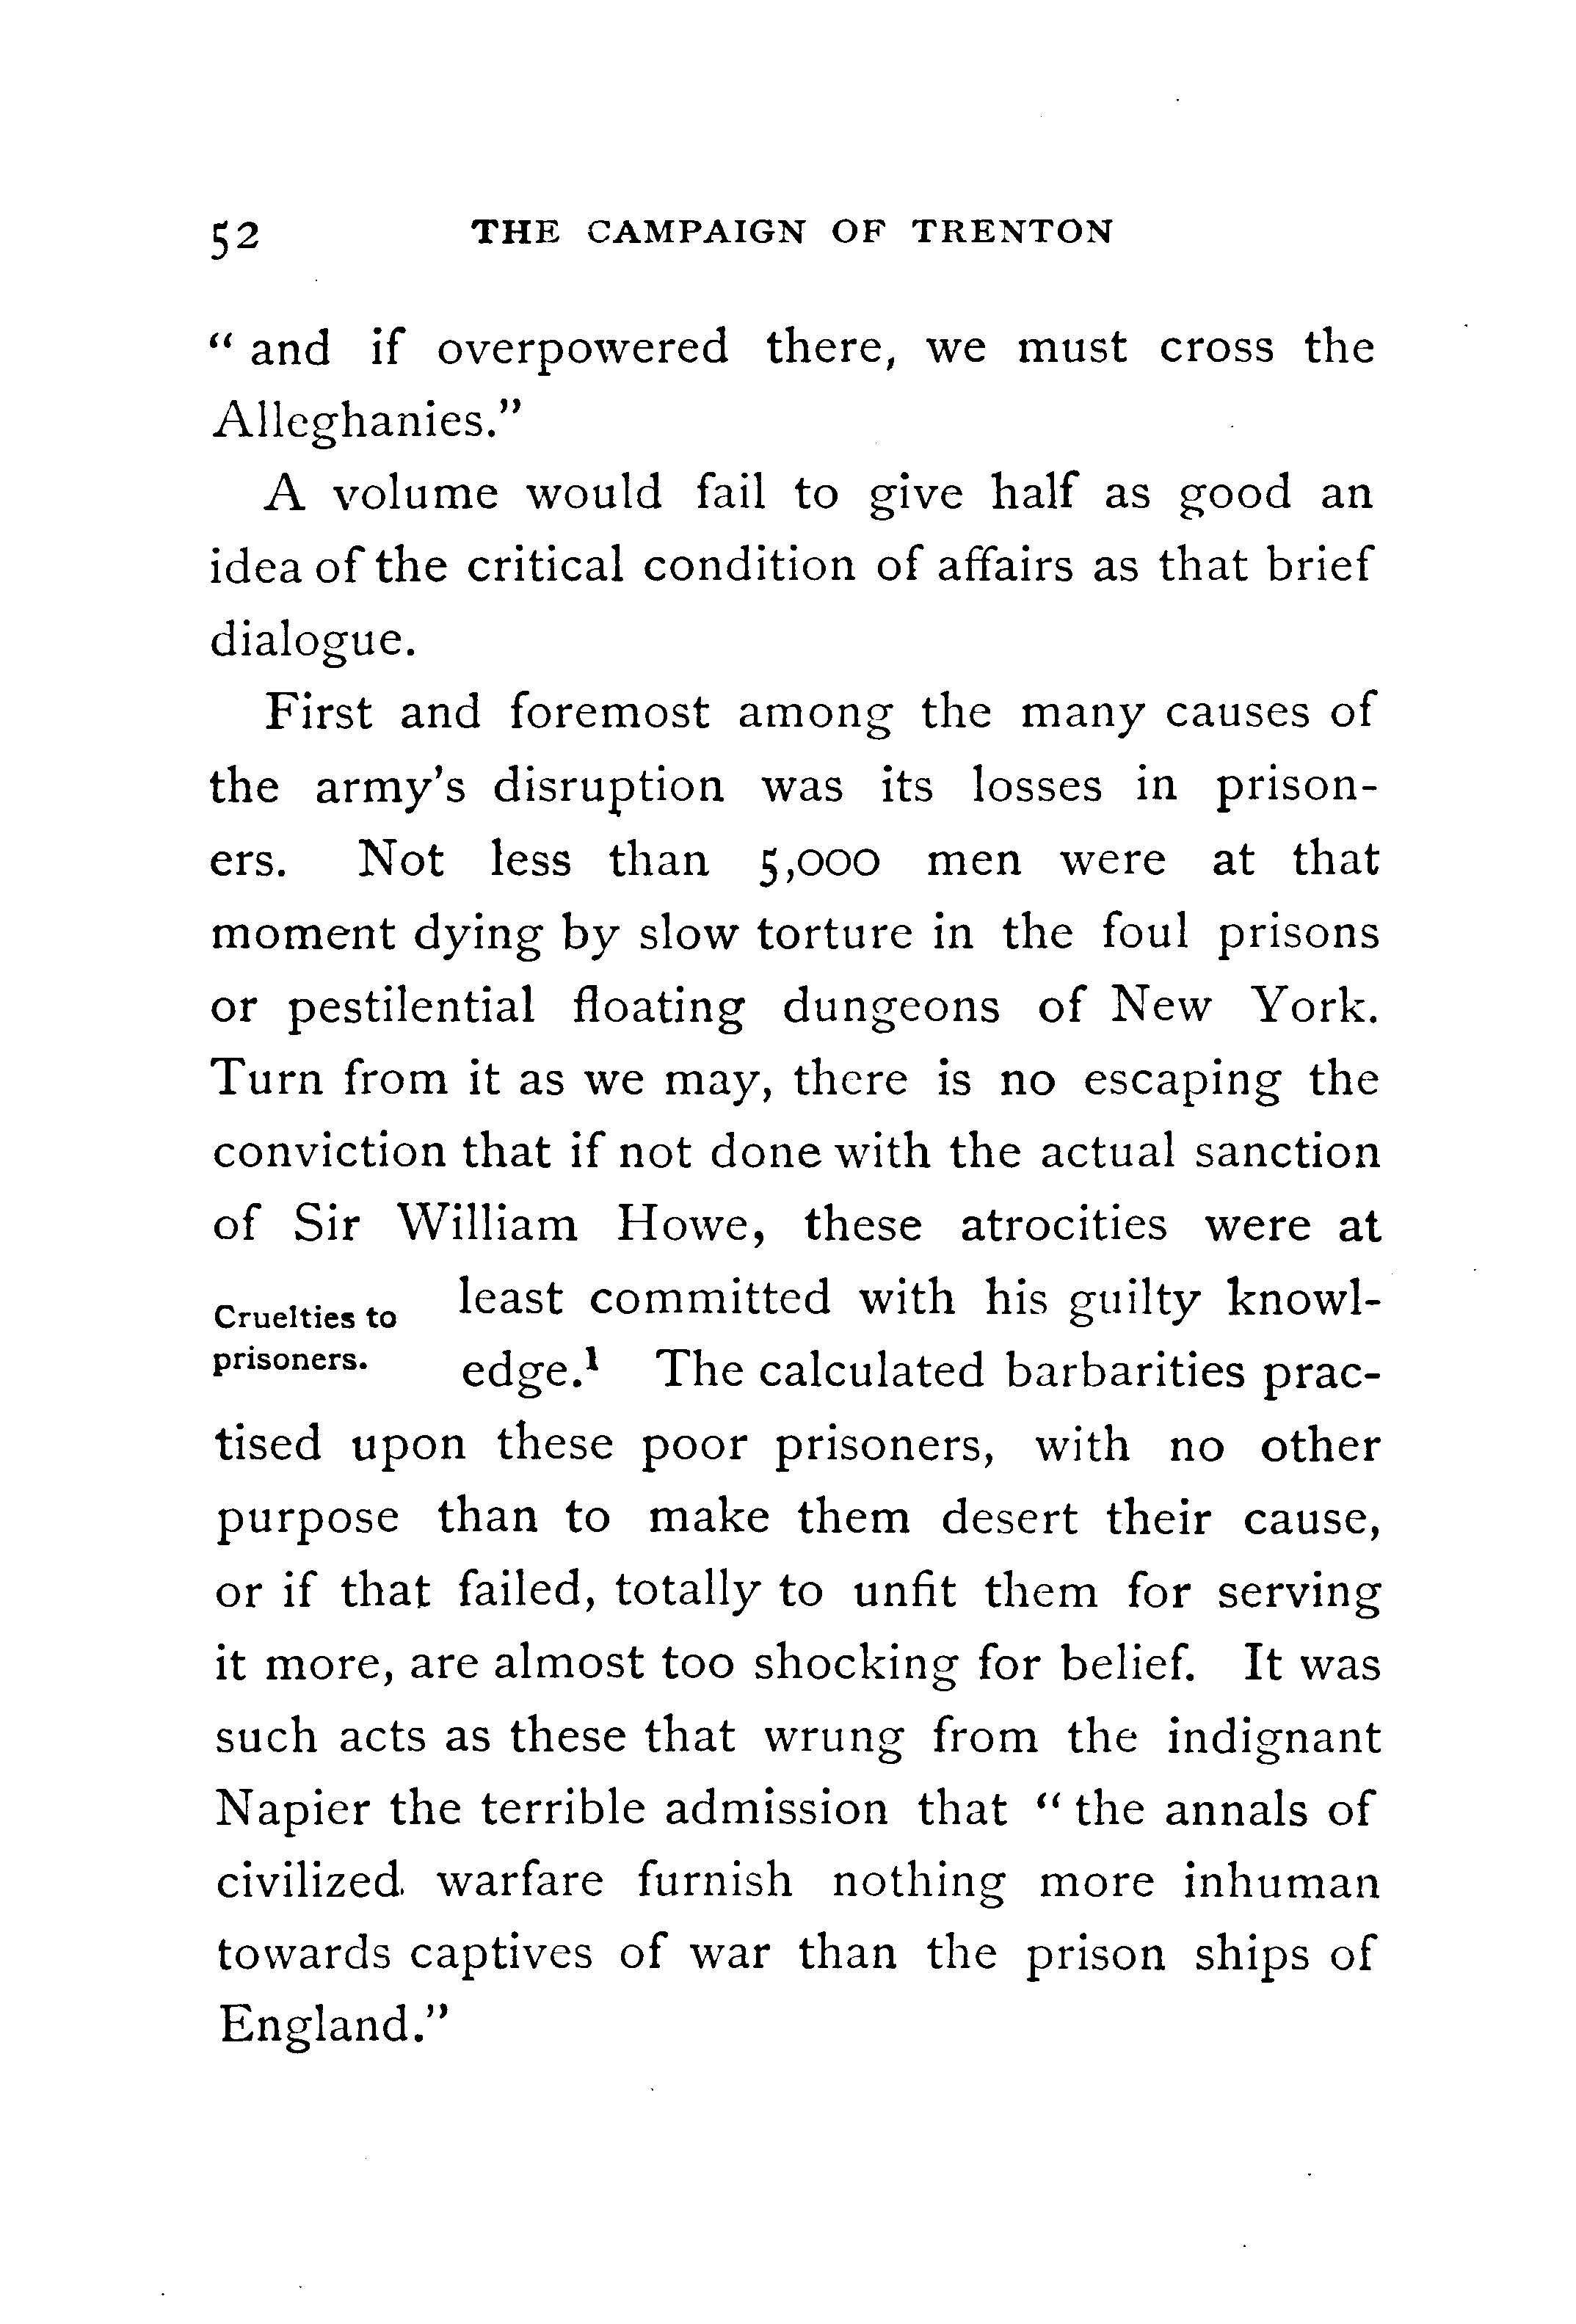 52 THE CAMPAIGN OF TRENTON
“ and if overpowered there, we must cross the
Alleghanies.”
A volume would fail to give half as good an
idea of the critical condition of affairs as that brief
dialogue.
First and foremost among the many causes of
the army's disruption was its losses in prison-
ers. Not less than 5,000 men were at that
moment dying by slow torture in the foul prisons
or pestilential floating dungeons of New York.
Turn from it as we may, there is no escaping the
conviction that if not done with the actual sanction
of Sir William Howe, these atrocities were at
Cruelties to
prisoners.
least committed with his guilty knowl-
edge.¹ The calculated barbarities prac-
tised upon these poor prisoners, with no other
purpose than to make them desert their cause,
or if that failed, totally to unfit them for serving
it more, are almost too shocking for belief. It was
such acts as these that wrung from the indignant
Napier the terrible admission that “ the annals of
civilized warfare furnish nothing more inhuman
towards captives of war than the prison ships of
England.”